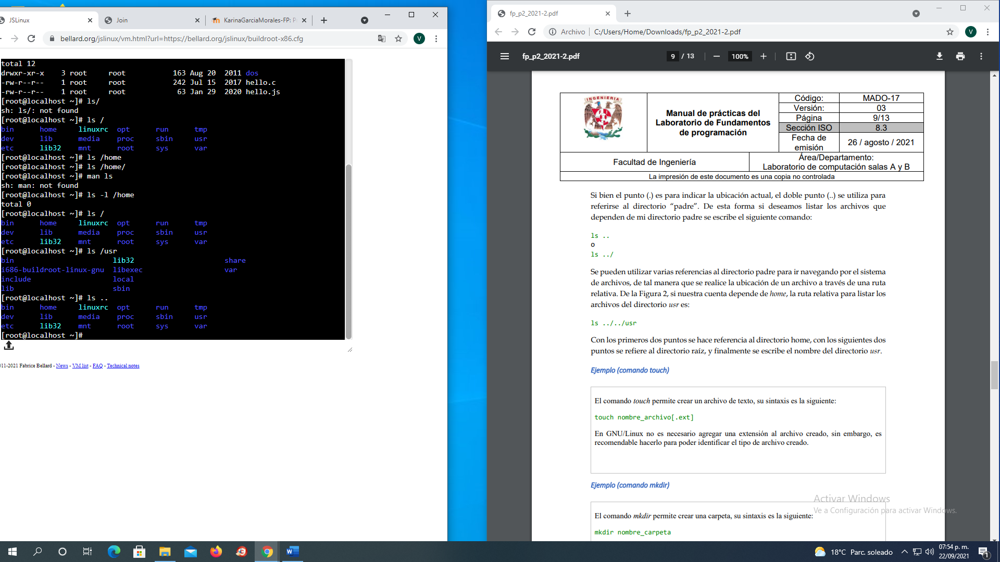 JSLinux
Join
KarinaGarciaMorales-FP: P
bellard.org/jslinux/vm.html?url=https://bellard.org/jslinux/buildroot-x86.cfg
V
total 12
drwxr-xr-x 3 root root 163 Aug 20 2011 dos
-rw-r--r-- 1 root root 242 Jul 15 2017 hello.c
-rw-r--r-- 1 root root 63 Jan 29 2020 hello.js
[root@localhost ~]# ls/
sh: ls/: not found
[root@localhost ~]# ls /
bin home linuxrc opt run tmp
dev lib media proc sbin usr
etc lib32 mnt root sys var
[root@localhost ~]# ls /home
[root@localhost ~]# ls /home/
[root@localhost ~]# man ls
sh: man: not found
[root@localhost ~]# ls -l /home
total 0
[root@localhost ~]# ls /
bin home linuxrc opt run tmp
dev lib media proc sbin usr
etc lib32 mnt root sys var
[root@localhost ~]# ls /usr
bin lib32 share
i686-buildroot-linux-gnu libexec var
include local
lib sbin
[root@localhost ~]# ls ..
bin home linuxrc opt run tmp
dev lib media proc sbin usr
etc lib32 mnt root sys var
[root@localhost ~]#
011-2021 Fabrice Bellard - News - VM list - FAQ - Technical notes
fp_p2_2021-2.pdf
Archivo C:/Users/Home/Downloads/fp_p2_2021-2.pdf
V
fp_p2_2021-2.pdf
9 / 13
100%
INGENIERIA
Manual de prácticas del
Laboratorio de Fundamentos
de programación
Código: MADO-17
Versión: 03
Página 9/13
Sección ISO 8.3
Fecha de
emisión
26 / agosto / 2021
Facultad de Ingeniería
Área/Departamento:
Laboratorio de computación salas A y B
La impresión de este documento es una copia no controlada
Si bien el punto (.) es para indicar la ubicación actual, el doble punto (..) se utiliza para
referirse al directorio “padre”. De esta forma si deseamos listar los archivos que
dependen de mi directorio padre se escribe el siguiente comando:
ls ..
o
ls ../
Se pueden utilizar varias referencias al directorio padre para ir navegando por el sistema
de archivos, de tal manera que se realice la ubicación de un archivo a través de una ruta
relativa. De la Figura 2, si nuestra cuenta depende de home, la ruta relativa para listar los
archivos del directorio usr es:
ls ../../usr
Con los primeros dos puntos se hace referencia al directorio home, con los siguientes dos
puntos se refiere al directorio raíz, y finalmente se escribe el nombre del directorio usr.
Ejemplo (comando touch)
El comando touch permite crear un archivo de texto, su sintaxis es la siguiente:
touch nombre_archivo[.ext]
En GNU/Linux no es necesario agregar una extensión al archivo creado, sin embargo, es
recomendable hacerlo para poder identificar el tipo de archivo creado.
Ejemplo (comando mkdir)
El comando mkdir permite crear una carpeta, su sintaxis es la siguiente:
mkdir nombre_carpeta
Activar Windows
Ve a Configuración para activar Windows.
18°C Parc. soleado
07:54 p. m.
22/09/2021
1